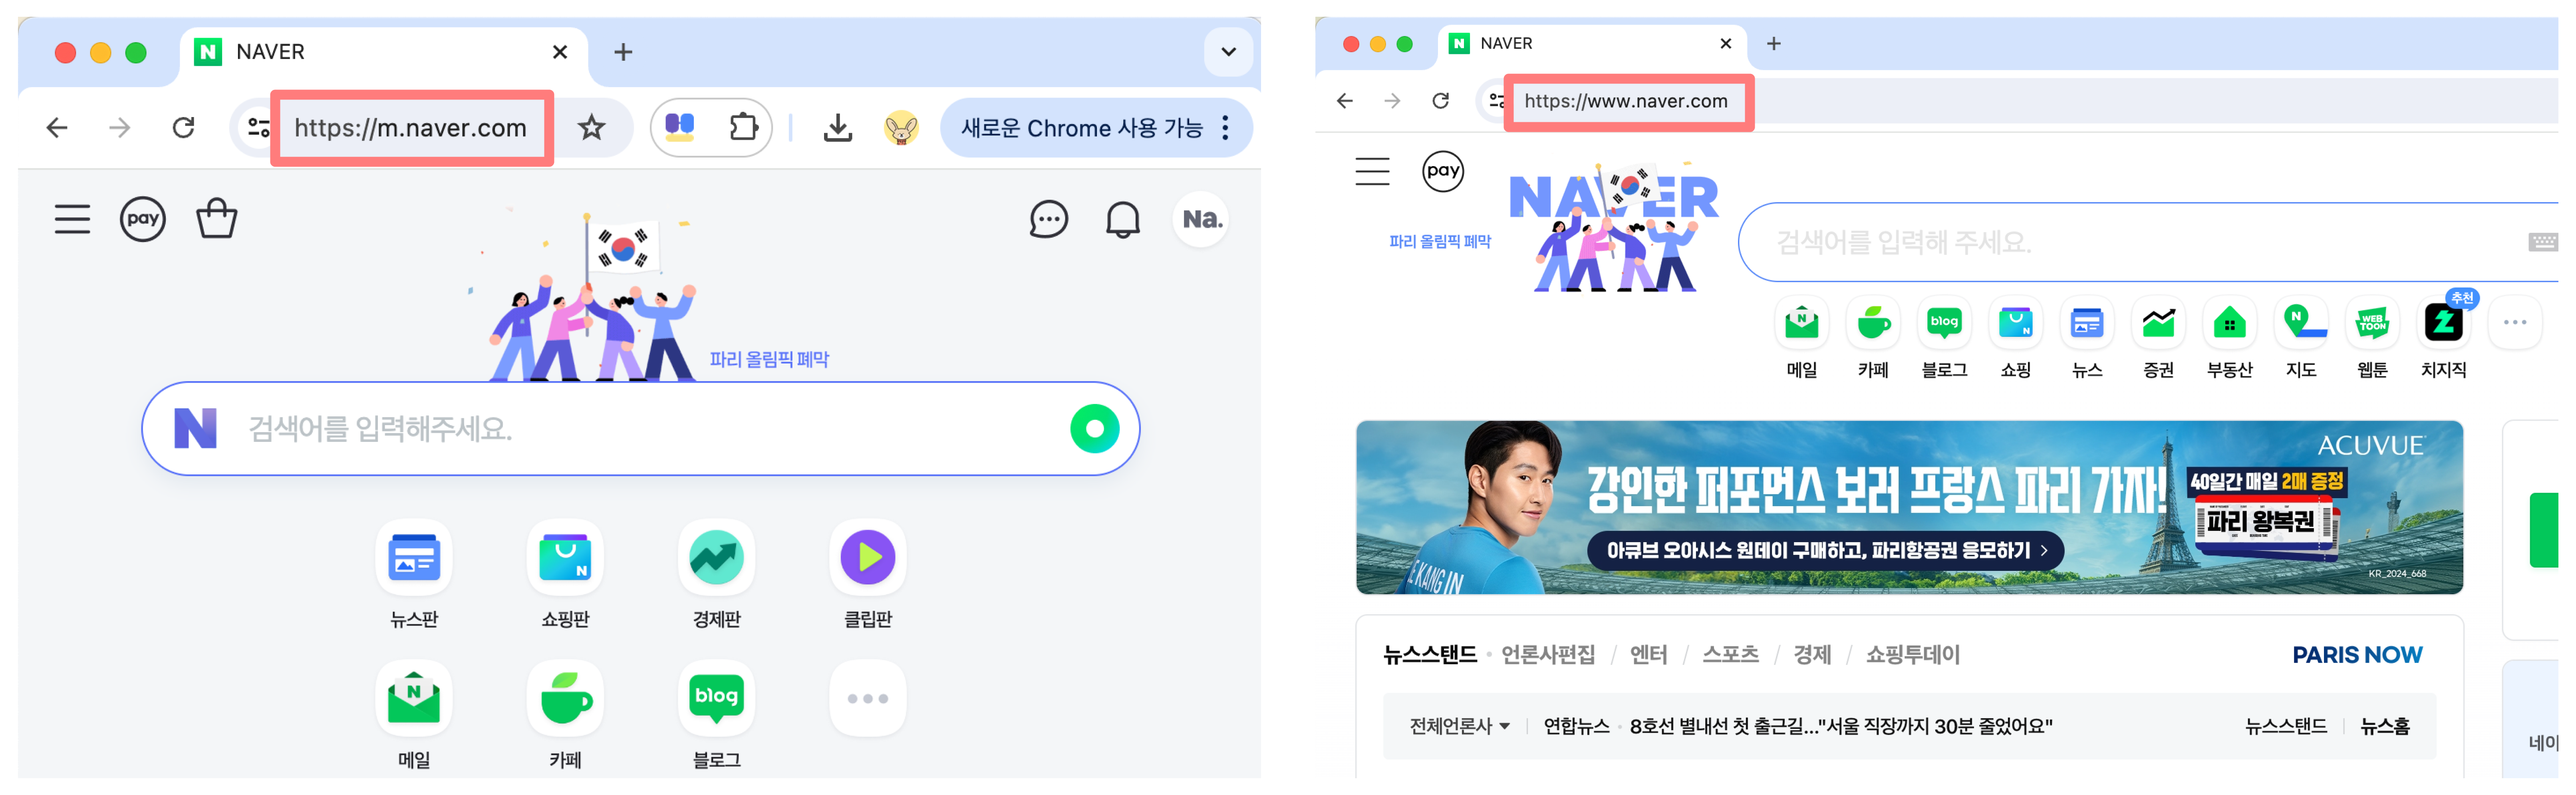 NAVER
https://m.naver.com
새로운 Chrome 사용 가능
pay
Na.
파리 올림픽 폐막
N 검색어를 입력해주세요.
뉴스판 쇼핑판 경제판 클립판
N blog
메일 카페 블로그
NAVER
https://www.naver.com
pay
NAVER
파리 올림픽 폐막
검색어를 입력해 주세요.
추천
메일 카페 블로그 쇼핑 뉴스 증권 부동산 지도 웹툰 치지직
blog
WEB
TOON
ACUVUE
강인한 퍼포먼스 보러 프랑스 파리 가자!
40일간 매일 2매 증정
파리 왕복권
아큐브 오아시스 원데이 구매하고, 파리항공권 응모하기
E KANG IN
KR_2024_668
뉴스스탠드 · 언론사편집 / 엔터 / 스포츠 / 경제 / 쇼핑투데이
PARIS NOW
전체언론사 연합뉴스 · 8호선 별내선 첫 출근길..."서울 직장까지 30분 줄었어요" 뉴스스탠드 뉴스홈
네이